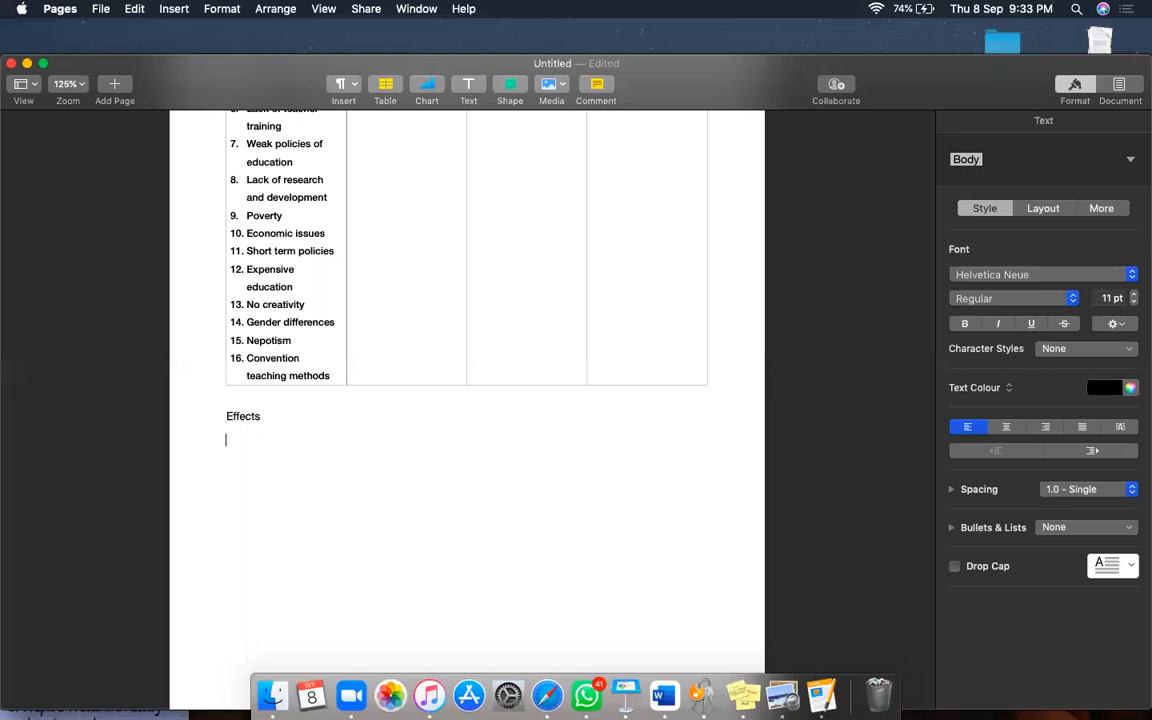 Pages File Edit Insert Format Arrange View Share Window Help 74% Thu 8 Sep 9:33 PM
Untitled — Edited
125%
View Zoom Add Page Insert Table Chart Text Shape Media Comment Collaborate Format Document
Text
training
7. Weak policies of
education
8. Lack of research
and development
9. Poverty
10. Economic issues
11. Short term policies
12. Expensive
education
13. No creativity
14. Gender differences
15. Nepotism
16. Convention
teaching methods
Effects
Body
Style Layout More
Font
Helvetica Neue
Regular 11 pt
B I U S
Character Styles None
Text Colour
Spacing 1.0 - Single
Bullets & Lists None
Drop Cap
A
SEP
8
41
W